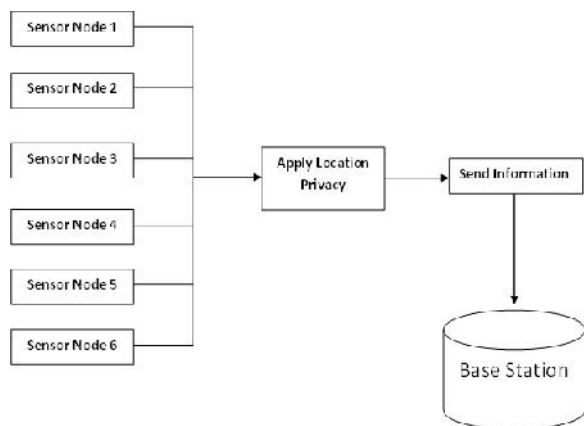 Sensor Node 1
Sensor Node 2
Sensor Node 3
Sensor Node 4
Sensor Node 5
Sensor Node 6
Apply Location
Privacy
Send Information
Base Station